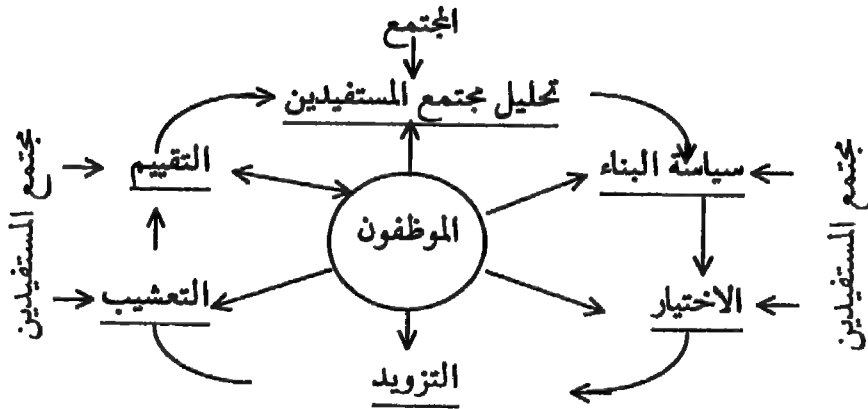 المجتمع
تحليل مجتمع المستفيدين
سياسة البناء
التقييم
مجتمع المستفيدين
مجتمع المستفيدين
الموظفون
الاختيار
التعشيب
التزويد